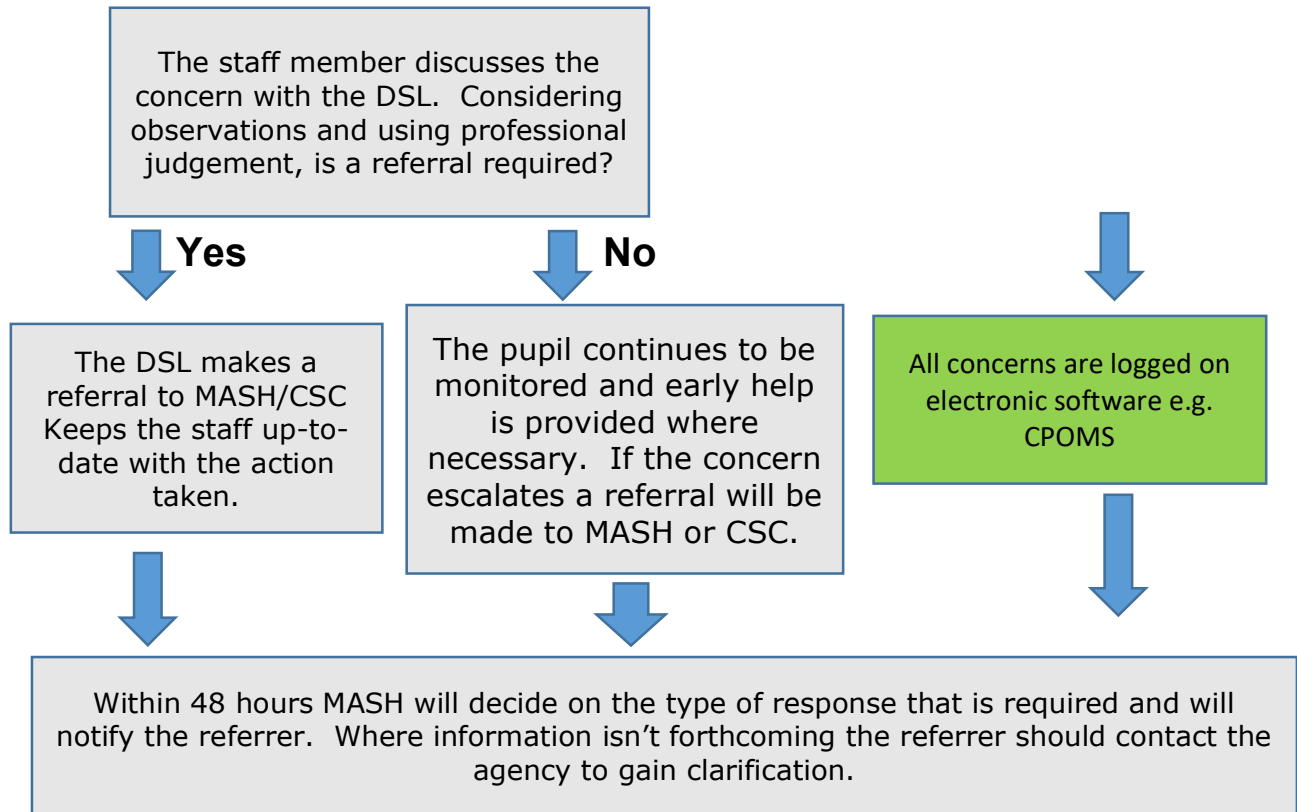 The staff member discusses the
concern with the DSL.  Considering
observations and using professional
judgement, is a referral required?
Yes
No
The DSL makes a
referral to MASH/CSC
Keeps the staff up-to-
date with the action
taken.
The pupil continues to be
monitored and early help
is provided where
necessary.  If the concern
escalates a referral will be
made to MASH or CSC.
All concerns are logged on
electronic software e.g.
CPOMS
Within 48 hours MASH will decide on the type of response that is required and will
notify the referrer.  Where information isn’t forthcoming the referrer should contact the
agency to gain clarification.